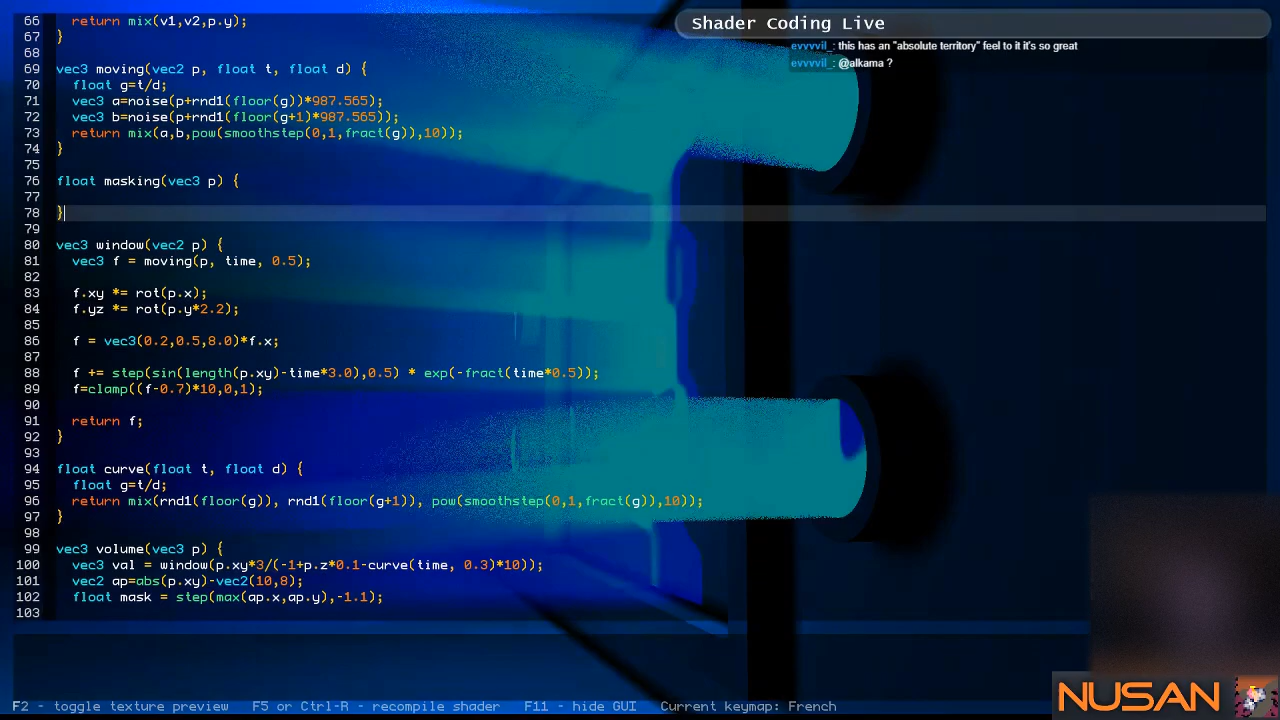 66   return mix(v1,v2,p.y);
67 }
68
69 vec3 moving(vec2 p, float t, float d) {
70   float g=t/d;
71   vec3 a=noise(p+rnd1(floor(g))*987.565);
72   vec3 b=noise(p+rnd1(floor(g+1)*987.565));
73   return mix(a,b,pow(smoothstep(0,1,fract(g)),10));
74 }
75
76 float masking(vec3 p) {
77
78 }
79
80 vec3 window(vec2 p) {
81   vec3 f = moving(p, time, 0.5);
82
83   f.xy *= rot(p.x);
84   f.yz *= rot(p.y*2.2);
85
86   f = vec3(0.2,0.5,8.0)*f.x;
87
88   f += step(sin(length(p.xy)-time*3.0),0.5) * exp(-fract(time*0.5));
89   f=clamp((f-0.7)*10,0,1);
90
91   return f;
92 }
93
94 float curve(float t, float d) {
95   float g=t/d;
96   return mix(rnd1(floor(g)), rnd1(floor(g+1)), pow(smoothstep(0,1,fract(g)),10));
97 }
98
99 vec3 volume(vec3 p) {
100   vec3 val = window(p.xy*3/(-1+p.z*0.1-curve(time, 0.3)*10));
101   vec2 ap=abs(p.xy)-vec2(10,8);
102   float mask = step(max(ap.x,ap.y),-1.1);
103
Shader Coding Live
evvvvil_: this has an "absolute territory" feel to it it's so great
evvvvil_: @alkama ?
F2 - toggle texture preview   F5 or Ctrl-R - recompile shader   F11 - hide GUI   Current keymap: French
NUSAN